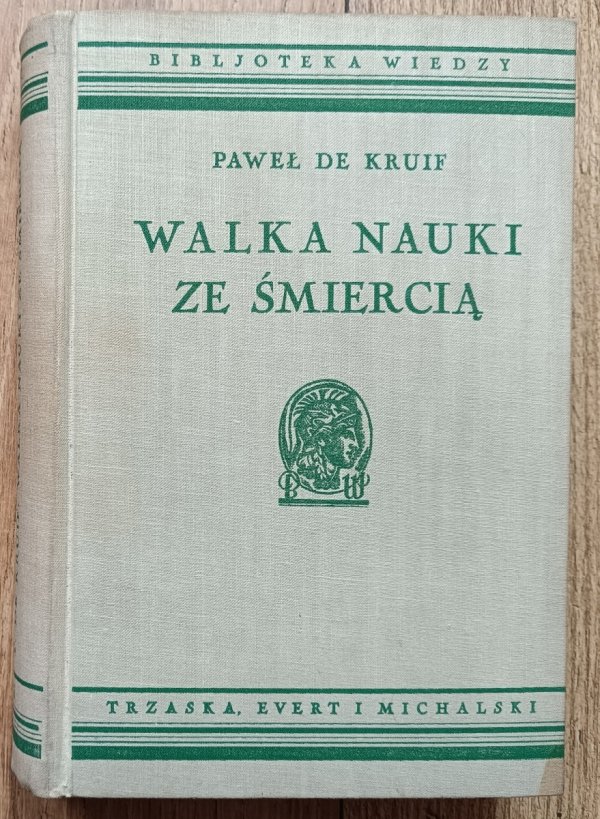 BIBLJOTEKA WIEDZY
PAWEŁ DE KRUIF
WALKA NAUKI
ZE ŚMIERCIĄ
B W
TRZASKA, EVERT I MICHALSKI